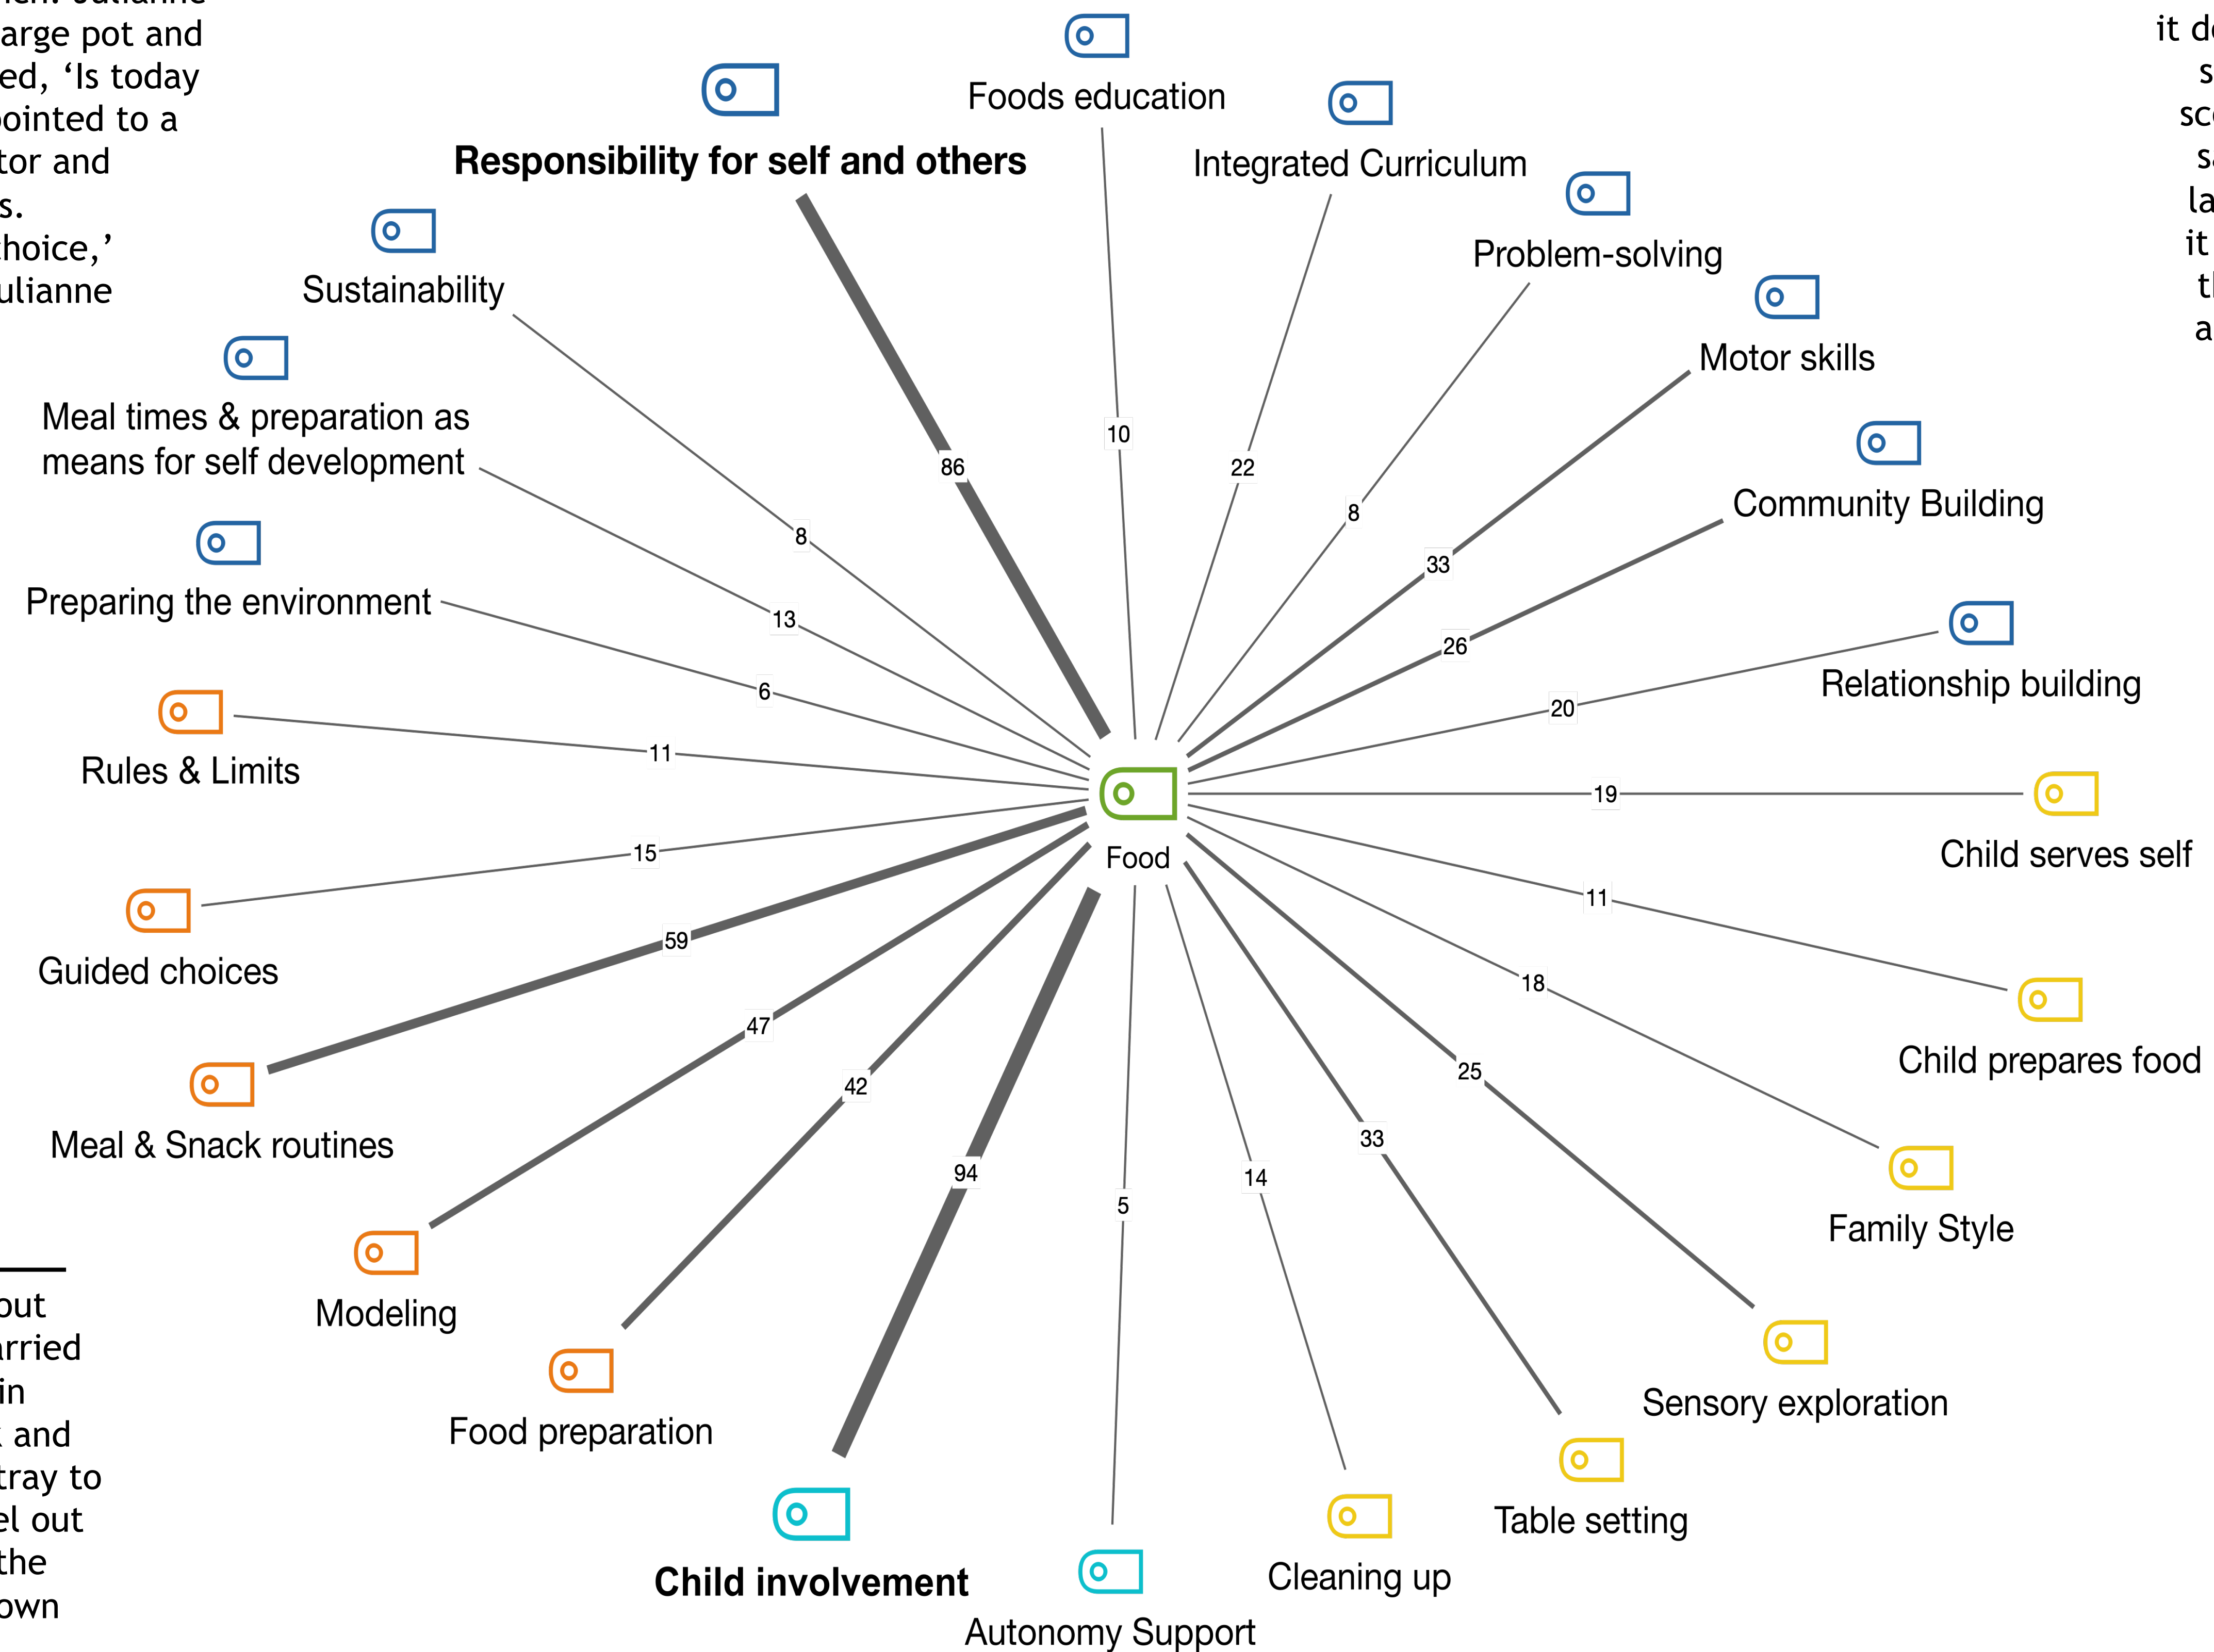 arge pot and
ed, ‘Is today
pointed to a
tor and
s.
choice,’
ulianne
out
arried
in
and
tray to
el out
the
own
Foods education
Responsibility for self and others
Integrated Curriculum
Problem-solving
Sustainability
Motor skills
Meal times & preparation as
means for self development
Community Building
Preparing the environment
Relationship building
Rules & Limits
Food
Child serves self
Guided choices
Child prepares food
Meal & Snack routines
Family Style
Modeling
Sensory exploration
Food preparation
Table setting
Child involvement
Cleaning up
Autonomy Support
10
86
22
8
33
8
13
26
6
20
11
19
15
11
59
18
47
25
42
33
94
14
5
it d
s
sc
s
la
it
t
a